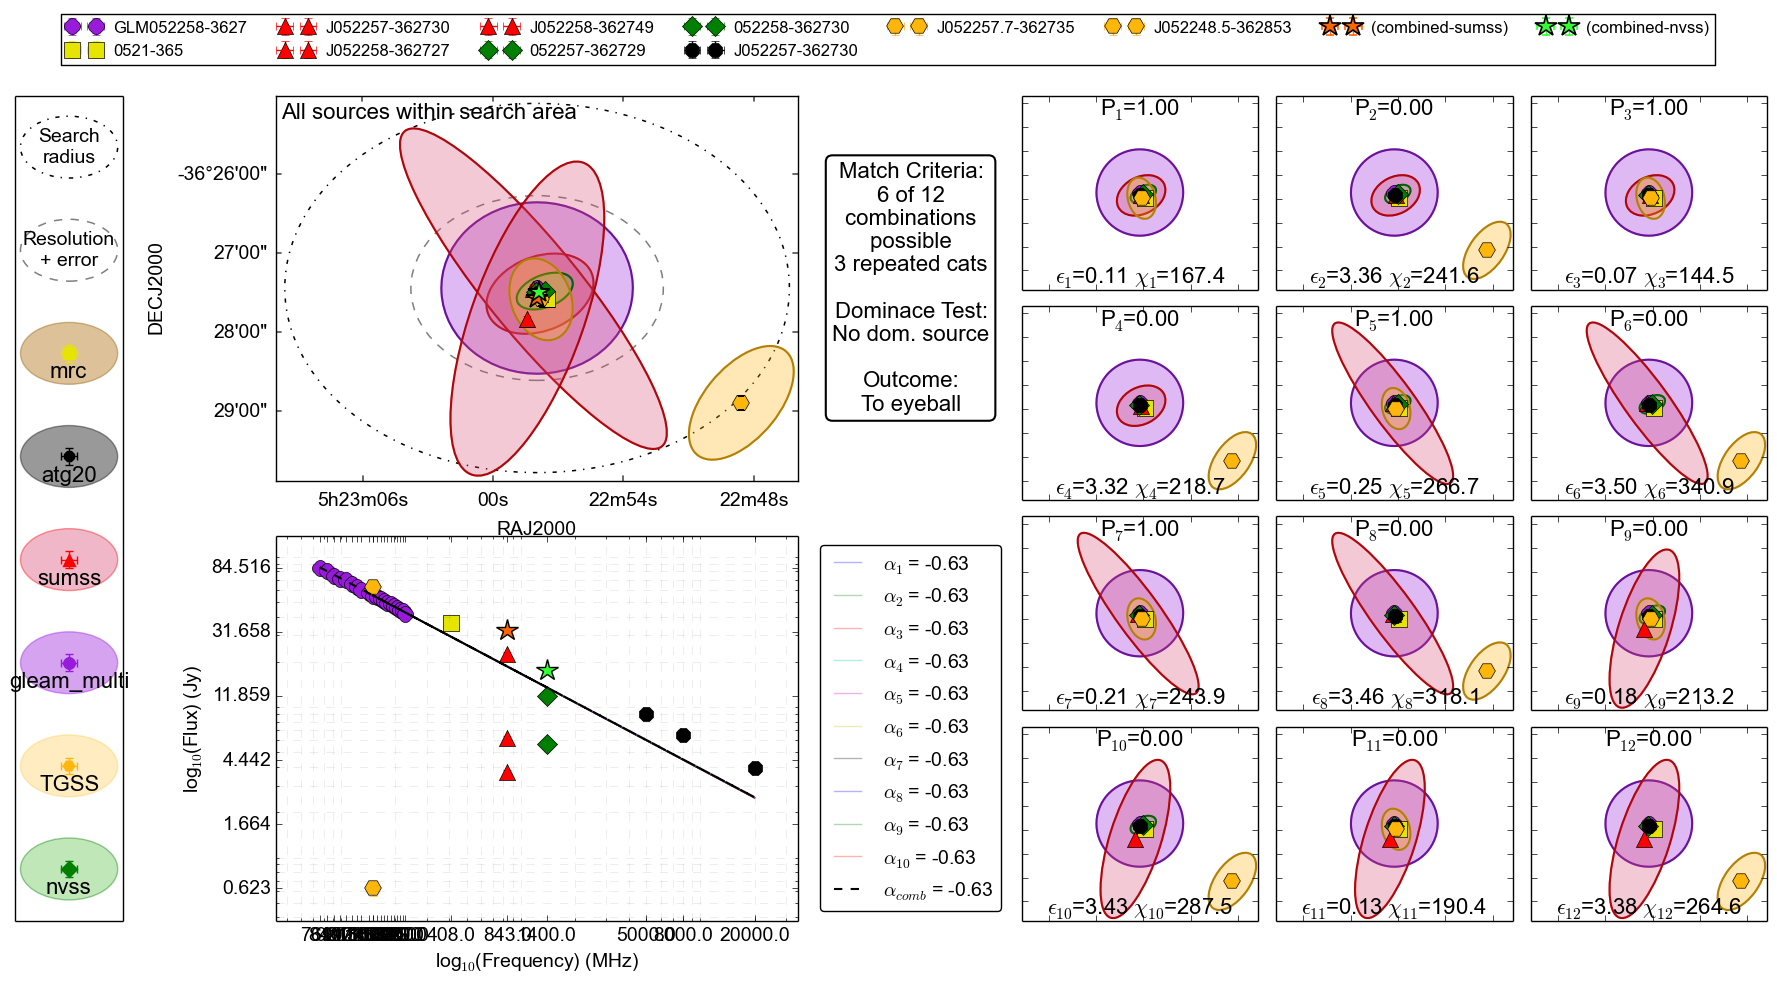 GLM052258-3627 J052257-362730 J052258-362749 052258-362730 J052257.7-362735 J052248.5-362853 (combined-sumss) (combined-nvss)
0521-365 J052258-362727 052257-362729 J052257-362730
Search
radius
Resolution
+ error
mrc
atg20
sumss
gleam_multi
TGSS
nvss
All sources within search area
DECJ2000
-36°26'00"
27'00"
28'00"
29'00"
5h23m06s 00s 22m54s 22m48s
RAJ2000
Match Criteria:
6 of 12
combinations
possible
3 repeated cats
Dominace Test:
No dom. source
Outcome:
To eyeball
log10(Flux) (Jy)
84.516
31.658
11.859
4.442
1.664
0.623
408.0 843.0 1400.0 5000.0 8000.0 20000.0
log10(Frequency) (MHz)
α1 = -0.63
α2 = -0.63
α3 = -0.63
α4 = -0.63
α5 = -0.63
α6 = -0.63
α7 = -0.63
α8 = -0.63
α9 = -0.63
α10 = -0.63
αcomb = -0.63
P1=1.00
ϵ1=0.11 χ1=167.4
P2=0.00
ϵ2=3.36 χ2=241.6
P3=1.00
ϵ3=0.07 χ3=144.5
P4=0.00
ϵ4=3.32 χ4=218.7
P5=1.00
ϵ5=0.25 χ5=266.7
P6=0.00
ϵ6=3.50 χ6=340.9
P7=1.00
ϵ7=0.21 χ7=243.9
P8=0.00
ϵ8=3.46 χ8=318.1
P9=0.00
ϵ9=0.18 χ9=213.2
P10=0.00
ϵ10=3.43 χ10=287.5
P11=0.00
ϵ11=0.13 χ11=190.4
P12=0.00
ϵ12=3.38 χ12=264.6